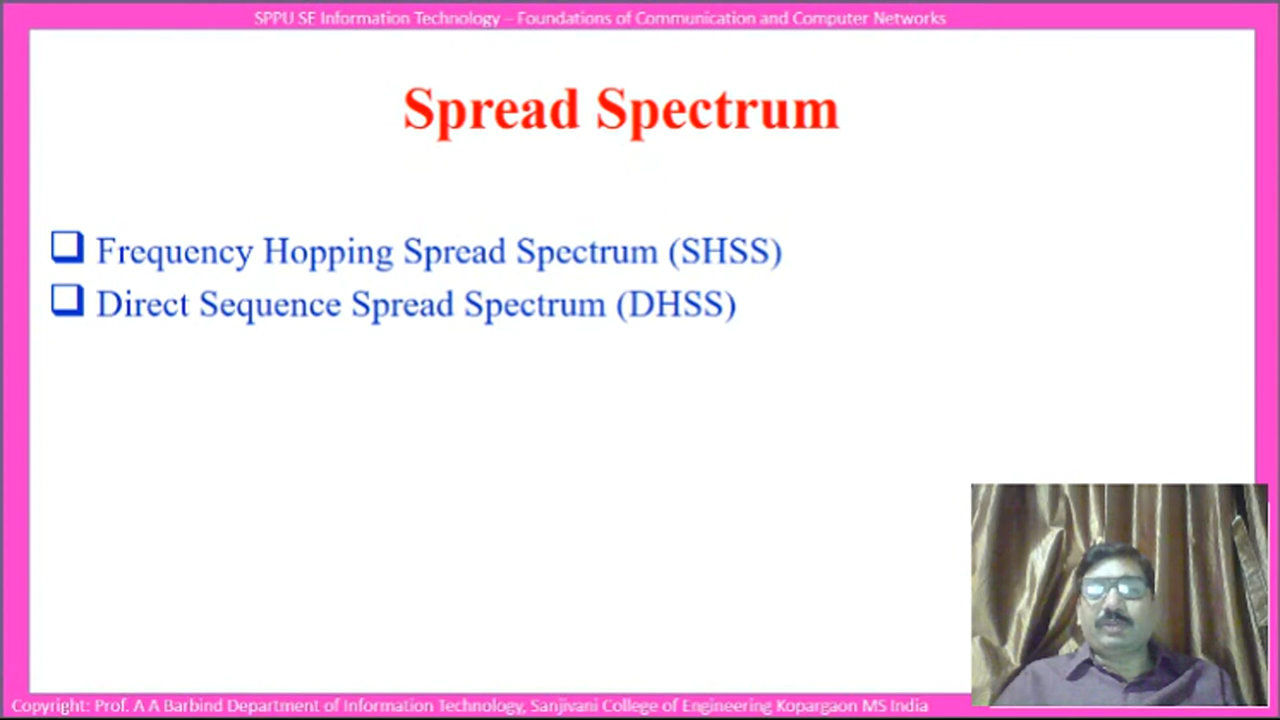 SPPU SE Information Technology – Foundations of Communication and Computer Networks
Spread Spectrum
Frequency Hopping Spread Spectrum (SHSS)
Direct Sequence Spread Spectrum (DHSS)
Copyright: Prof. A A Barbind Department of Information Technology, Sanjivani College of Engineering Kopargaon MS India